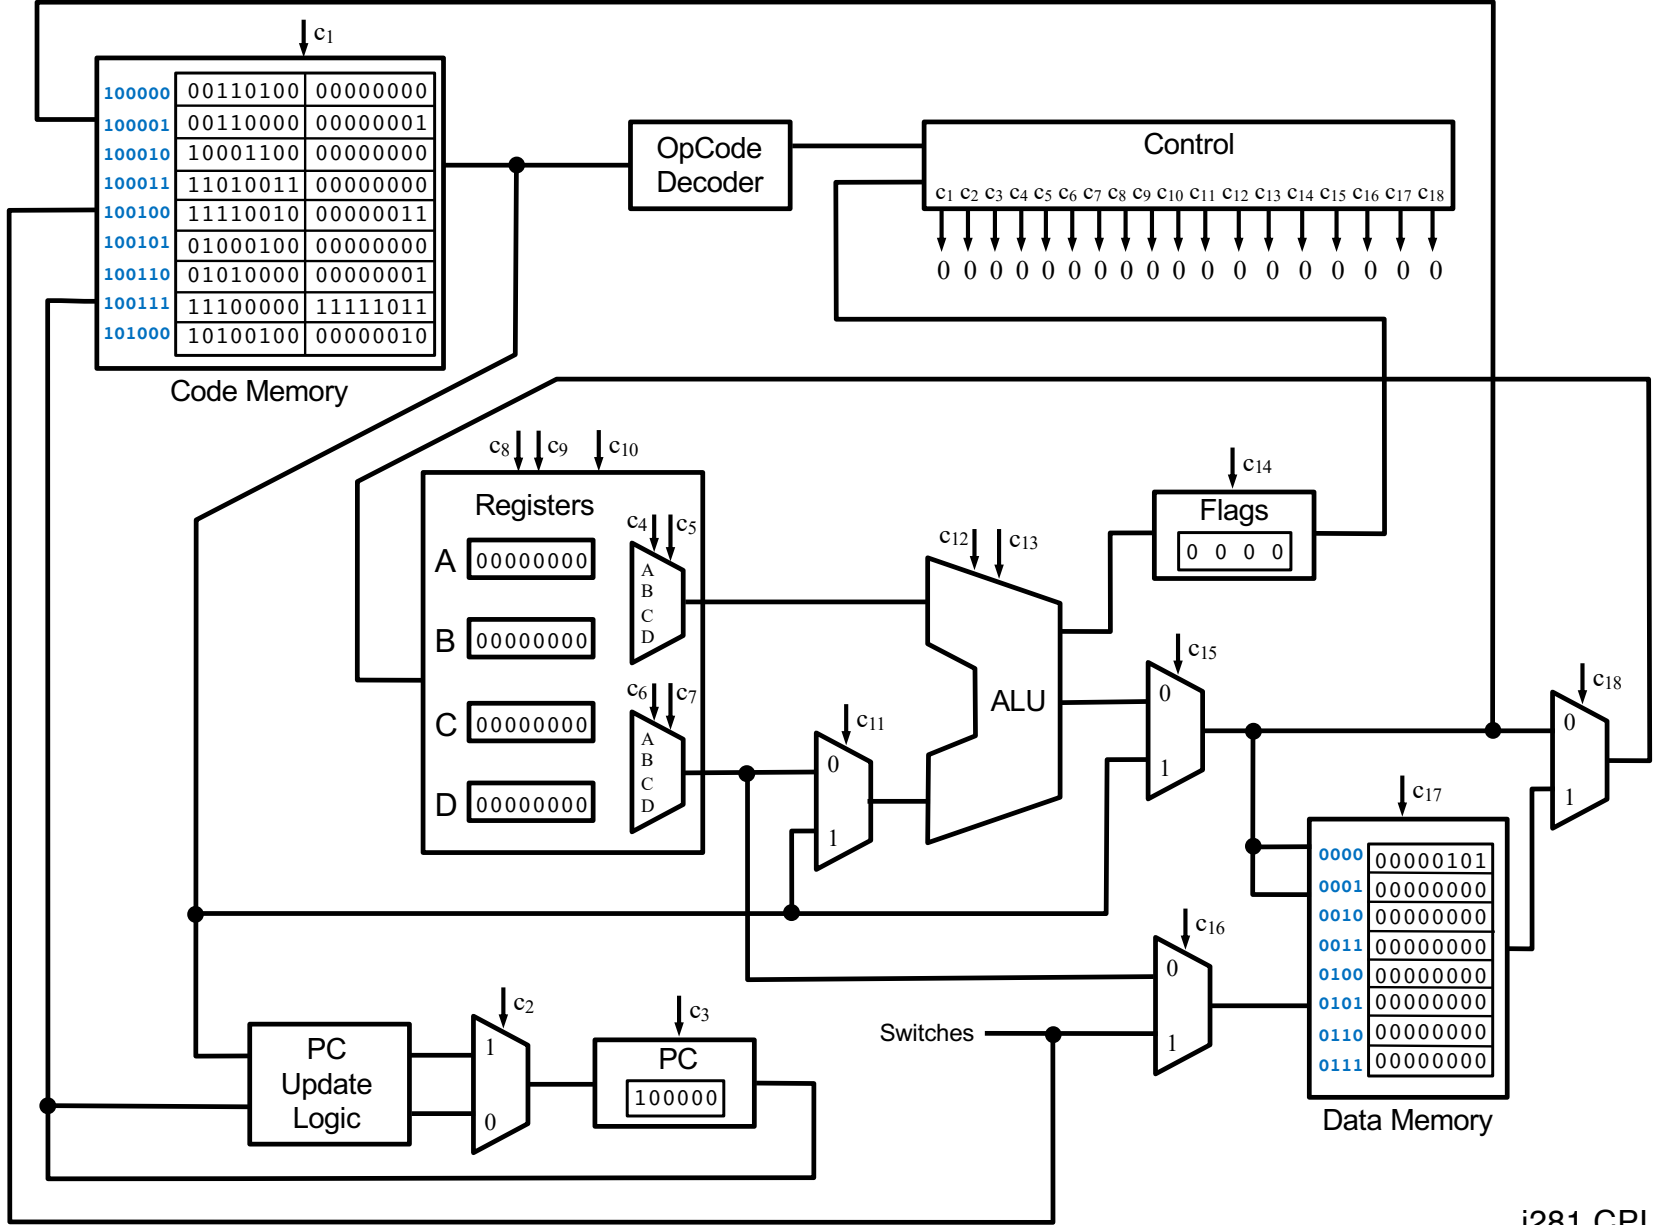 c1
100000 00110100 00000000
100001 00110000 00000001
100010 10001100 00000000
100011 11010011 00000000
100100 11110010 00000011
100101 01000100 00000000
100110 01010000 00000001
100111 11100000 11111011
101000 10100100 00000010
Code Memory
OpCode
Decoder
Control
c1 c2 c3 c4 c5 c6 c7 c8 c9 c10 c11 c12 c13 c14 c15 c16 c17 c18
0 0 0 0 0 0 0 0 0 0 0 0 0 0 0 0 0 0
c8 c9 c10
Registers
A 00000000
B 00000000
C 00000000
D 00000000
c4 c5
A
B
C
D
c6 c7
A
B
C
D
c11
0
1
c12 c13
ALU
c14
Flags
0 0 0 0
c15
0
1
c18
0
1
c16
0
1
Switches
c17
0000 00000101
0001 00000000
0010 00000000
0011 00000000
0100 00000000
0101 00000000
0110 00000000
0111 00000000
Data Memory
PC
Update
Logic
c2
1
0
c3
PC
100000
i281 CPU